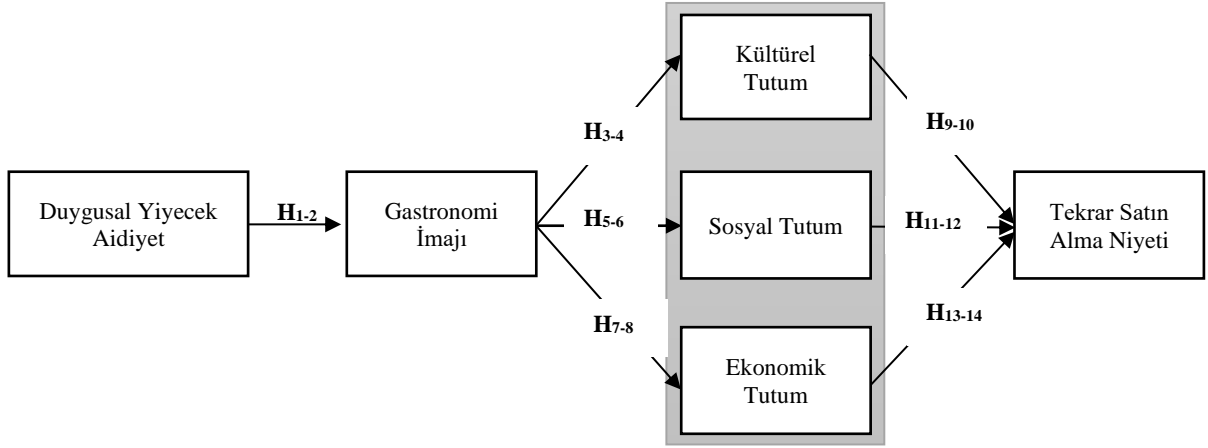 Kültürel
Tutum
H3-4
H9-10
Duygusal Yiyecek
Aidiyet
H1-2
Gastronomi
İmajı
H5-6
Sosyal Tutum
H11-12
Tekrar Satın
Alma Niyeti
H7-8
H13-14
Ekonomik
Tutum